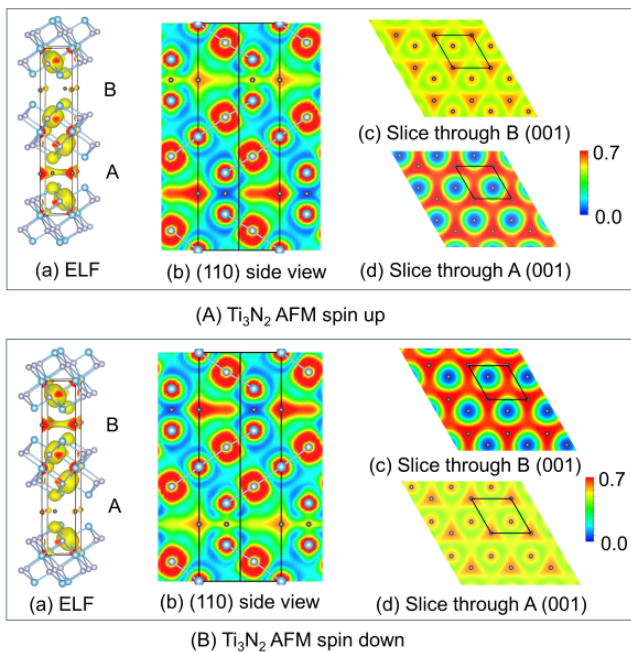 B
A
(a) ELF
(b) (110) side view
(c) Slice through B (001)
0.7
0.0
(d) Slice through A (001)
(A) Ti₃N₂ AFM spin up
B
A
(a) ELF
(b) (110) side view
(c) Slice through B (001)
0.7
0.0
(d) Slice through A (001)
(B) Ti₃N₂ AFM spin down